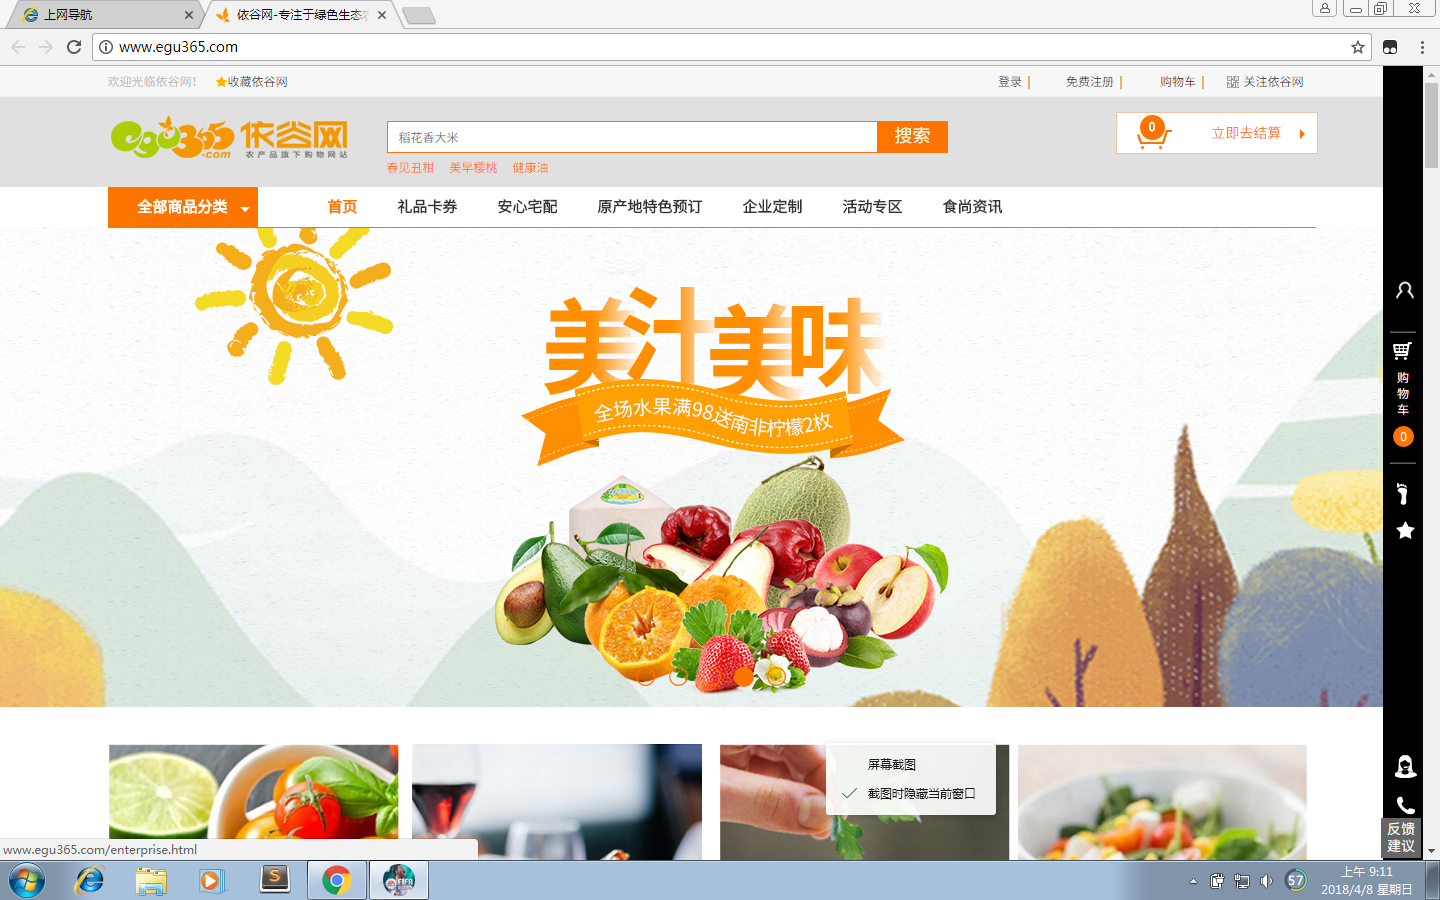 上网导航
依谷网-专注于绿色生态
www.egu365.com
欢迎光临依谷网!
收藏依谷网
登录 |
免费注册 |
购物车 |
关注依谷网
egu365.com
依谷网
农产品旗下购物网站
稻花香大米
搜索
0
立即去结算
春见丑柑 美早樱桃 健康油
全部商品分类
首页
礼品卡券
安心宅配
原产地特色预订
企业定制
活动专区
食尚资讯
美汁美味
全场水果满98送南非柠檬2枚
购物车
0
屏幕截图
截图时隐藏当前窗口
反馈
建议
www.egu365.com/enterprise.html
FIFA
57
上午 9:11
2018/4/8 星期日